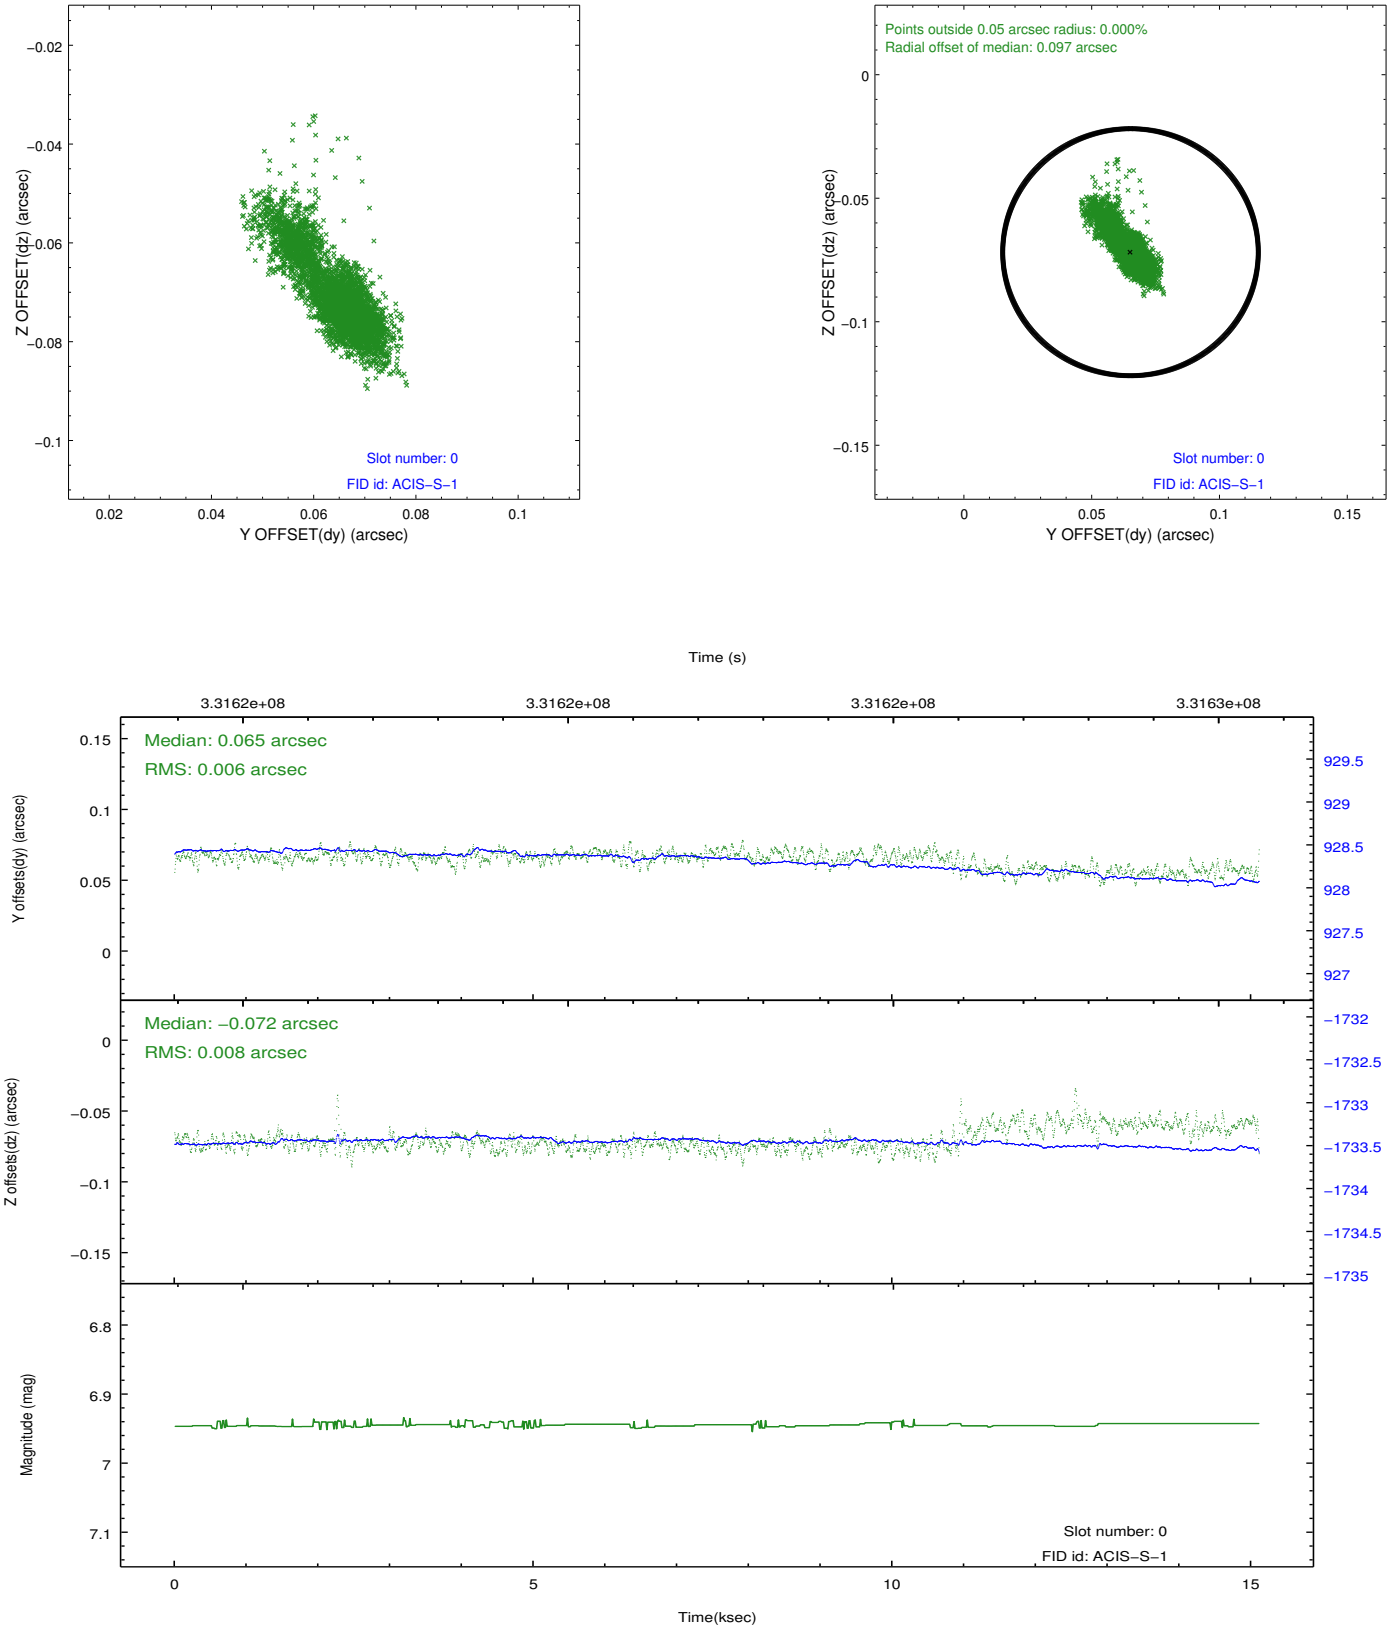 −0.02
−0.04
−0.06
−0.08
−0.1
Z OFFSET(dz) (arcsec)
0.02 0.04 0.06 0.08 0.1
Y OFFSET(dy) (arcsec)
Slot number: 0
FID id: ACIS−S−1
Points outside 0.05 arcsec radius: 0.000%
Radial offset of median: 0.097 arcsec
0
−0.05
−0.1
−0.15
Z OFFSET(dz) (arcsec)
0 0.05 0.1 0.15
Y OFFSET(dy) (arcsec)
Slot number: 0
FID id: ACIS−S−1
Time (s)
3.3162e+08 3.3162e+08 3.3162e+08 3.3163e+08
Median: 0.065 arcsec
RMS: 0.006 arcsec
0.15
0.1
0.05
0
Y offsets(dy) (arcsec)
929.5
929
928.5
928
927.5
927
Median: −0.072 arcsec
RMS: 0.008 arcsec
0
−0.05
−0.1
−0.15
Z offsets(dz) (arcsec)
−1732
−1732.5
−1733
−1733.5
−1734
−1734.5
−1735
6.8
6.9
7
7.1
Magnitude (mag)
Slot number: 0
FID id: ACIS−S−1
0 5 10 15
Time(ksec)